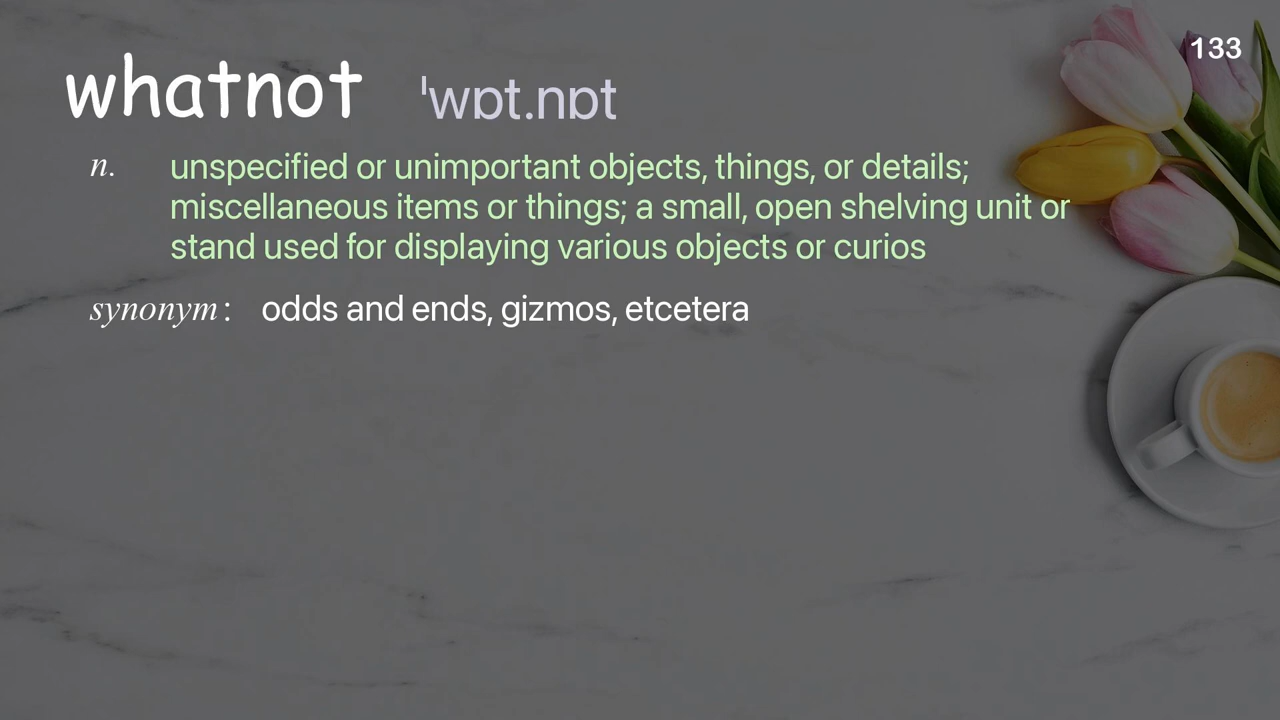 133
whatnot ˈwɒt.nɒt
n. unspecified or unimportant objects, things, or details;
miscellaneous items or things; a small, open shelving unit or
stand used for displaying various objects or curios
synonym: odds and ends, gizmos, etcetera